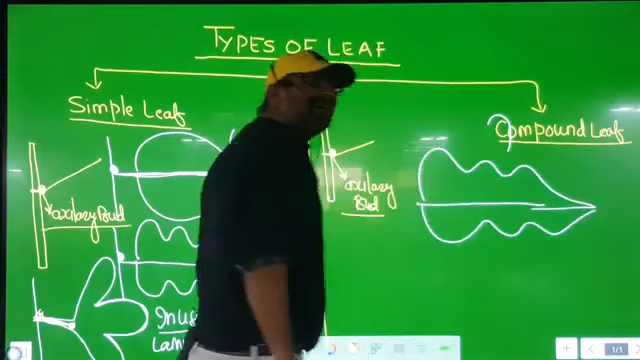 TYPES OF LEAF
Simple Leaf
Compound Leaf
axilary Bud
axilary
Bud
1/1